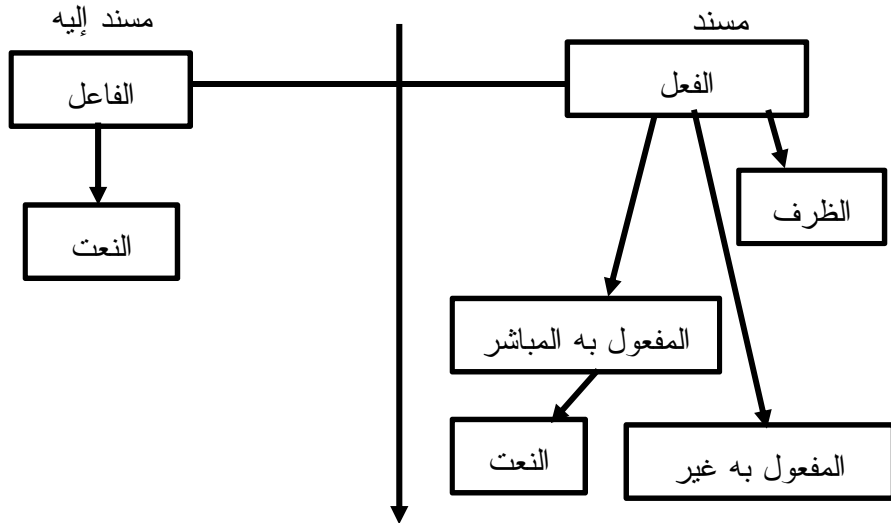 مسند
مسند إليه
الفعل
الفاعل
الظرف
النعت
المفعول به المباشر
النعت
المفعول به غير